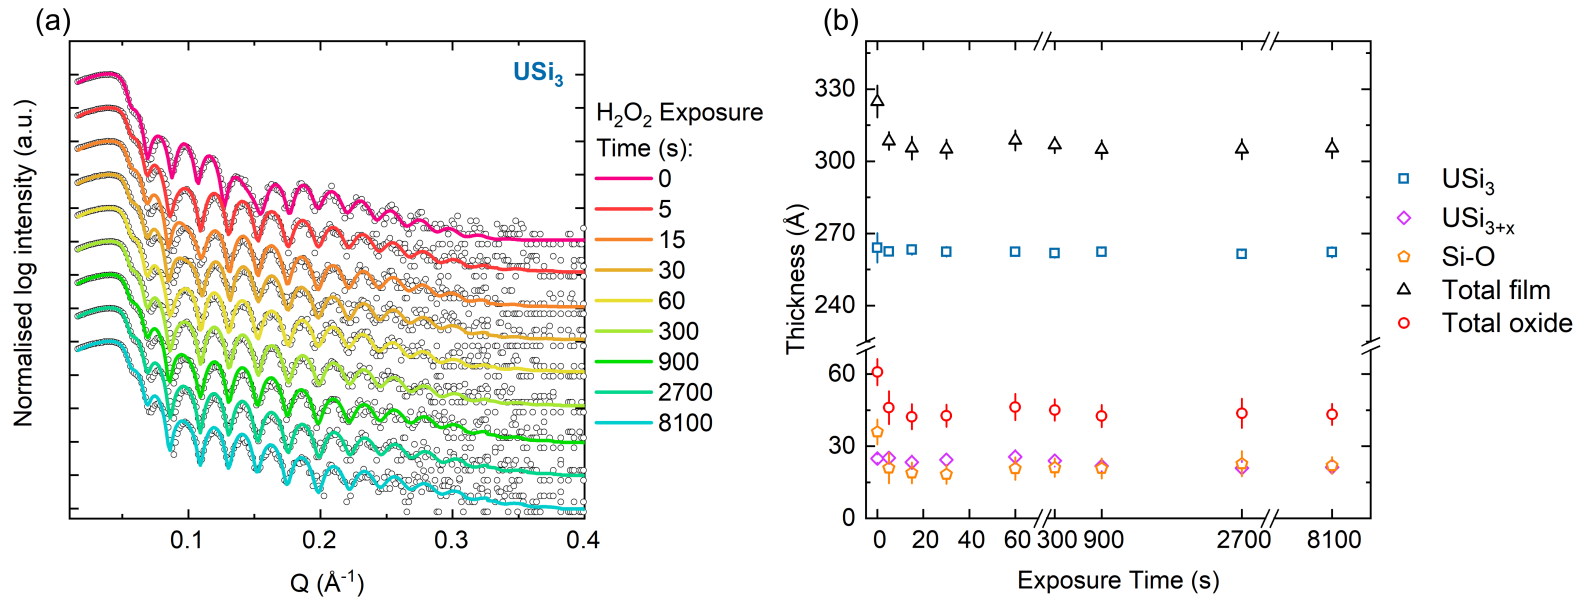 (a)
USi₃
Normalised log intensity (a.u.)
0.1 0.2 0.3 0.4
Q (Å⁻¹)
H₂O₂ Exposure
Time (s):
0
5
15
30
60
300
900
2700
8100
(b)
Thickness (Å)
330
300
270
240
60
30
0
0 20 40 60 300 900 2700 8100
Exposure Time (s)
USi₃
USi₃₊ₓ
Si-O
Total film
Total oxide